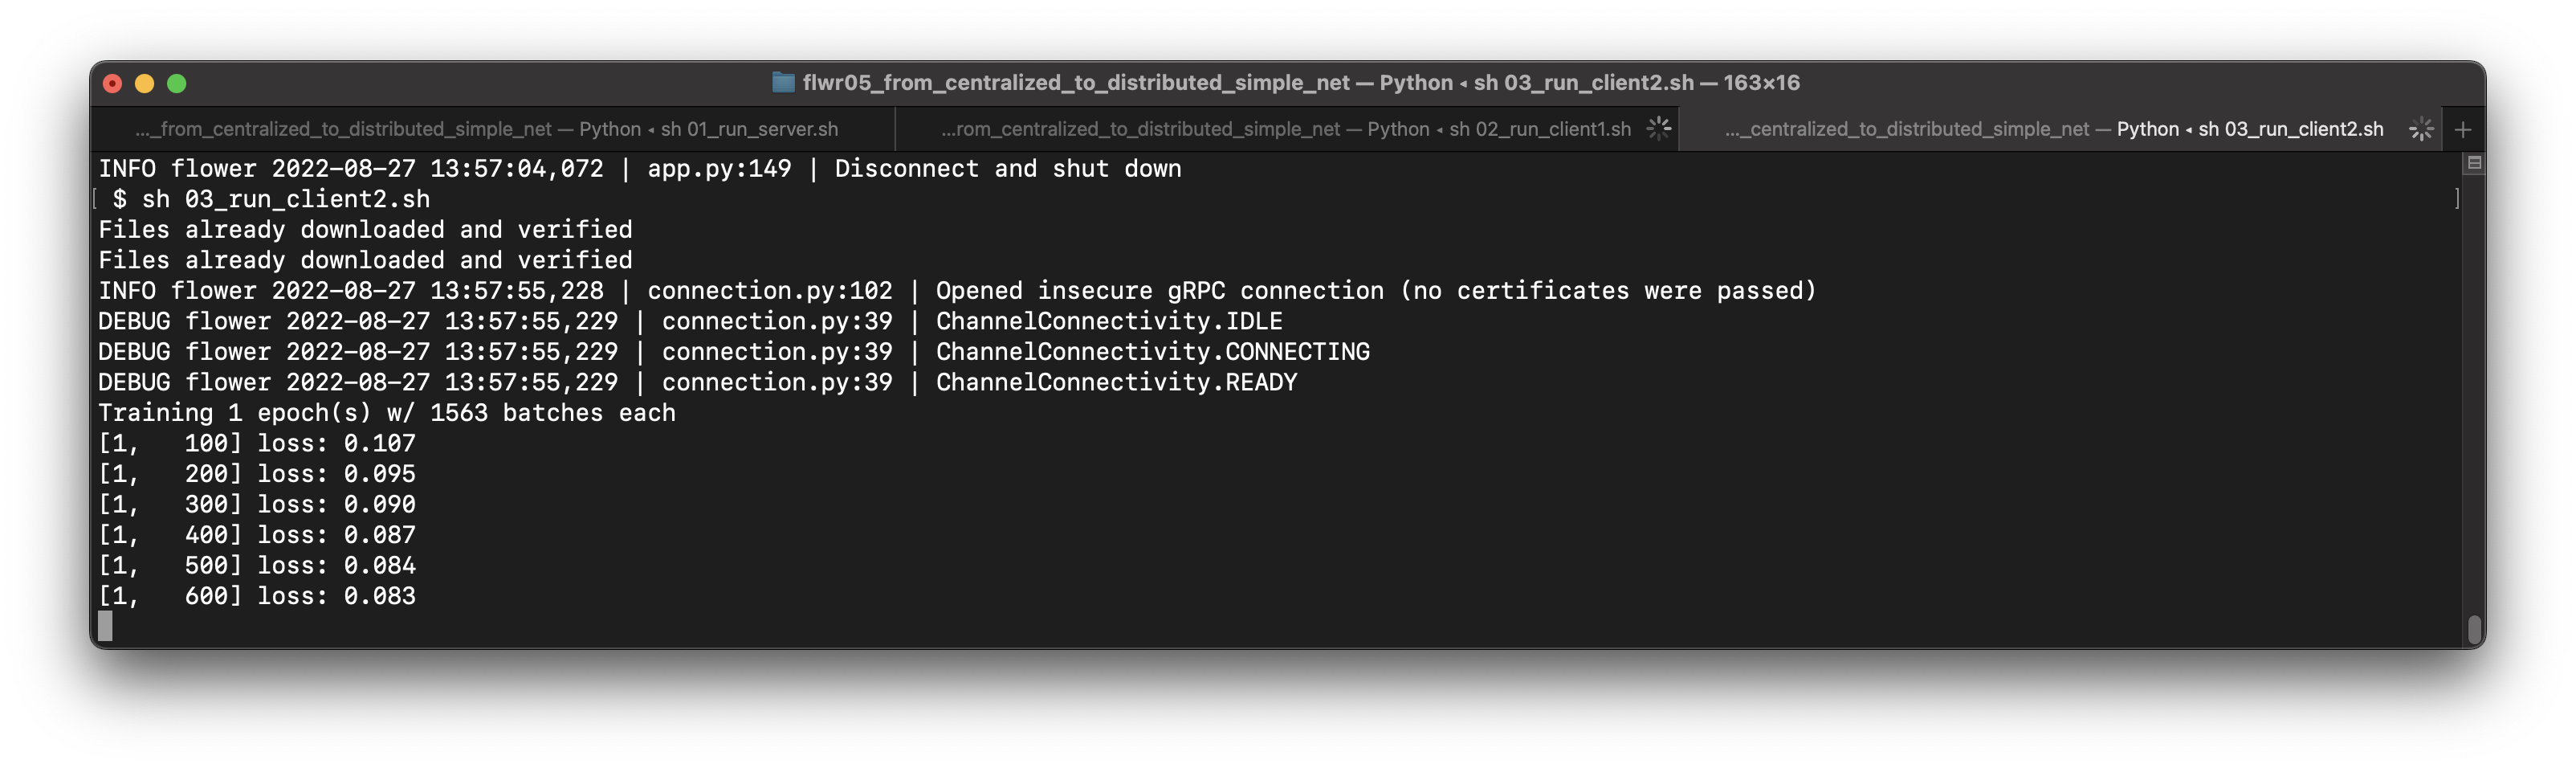 flwr05_from_centralized_to_distributed_simple_net — Python ◂ sh 03_run_client2.sh — 163×16
..._from_centralized_to_distributed_simple_net — Python ◂ sh 01_run_server.sh
...rom_centralized_to_distributed_simple_net — Python ◂ sh 02_run_client1.sh
..._centralized_to_distributed_simple_net — Python ◂ sh 03_run_client2.sh
INFO flower 2022-08-27 13:57:04,072 | app.py:149 | Disconnect and shut down
[ $ sh 03_run_client2.sh ]
Files already downloaded and verified
Files already downloaded and verified
INFO flower 2022-08-27 13:57:55,228 | connection.py:102 | Opened insecure gRPC connection (no certificates were passed)
DEBUG flower 2022-08-27 13:57:55,229 | connection.py:39 | ChannelConnectivity.IDLE
DEBUG flower 2022-08-27 13:57:55,229 | connection.py:39 | ChannelConnectivity.CONNECTING
DEBUG flower 2022-08-27 13:57:55,229 | connection.py:39 | ChannelConnectivity.READY
Training 1 epoch(s) w/ 1563 batches each
[1,   100] loss: 0.107
[1,   200] loss: 0.095
[1,   300] loss: 0.090
[1,   400] loss: 0.087
[1,   500] loss: 0.084
[1,   600] loss: 0.083